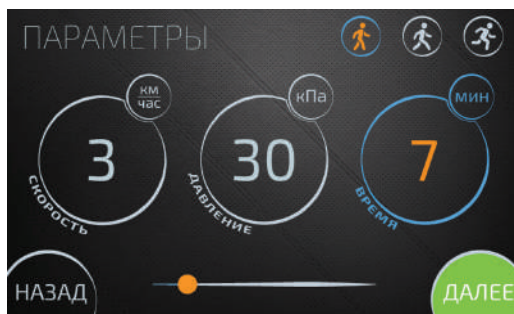 ПАРАМЕТРЫ
км
час
кПа
мин
3
30
7
СКОРОСТЬ
ДАВЛЕНИЕ
ВРЕМЯ
НАЗАД
ДАЛЕЕ